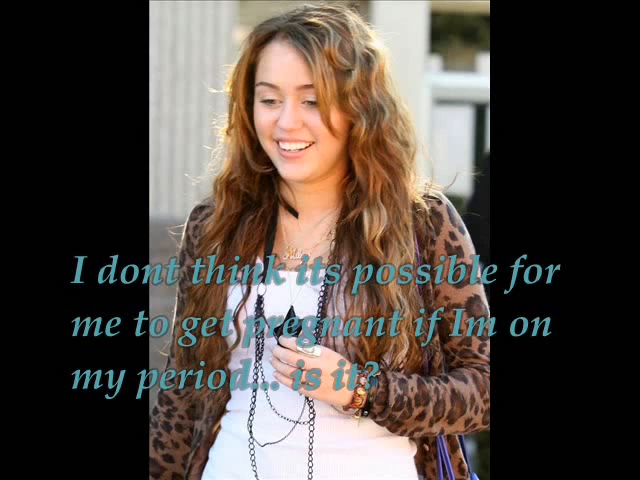 I dont think its possible for
me to get pregnant if Im on
my period... is it?